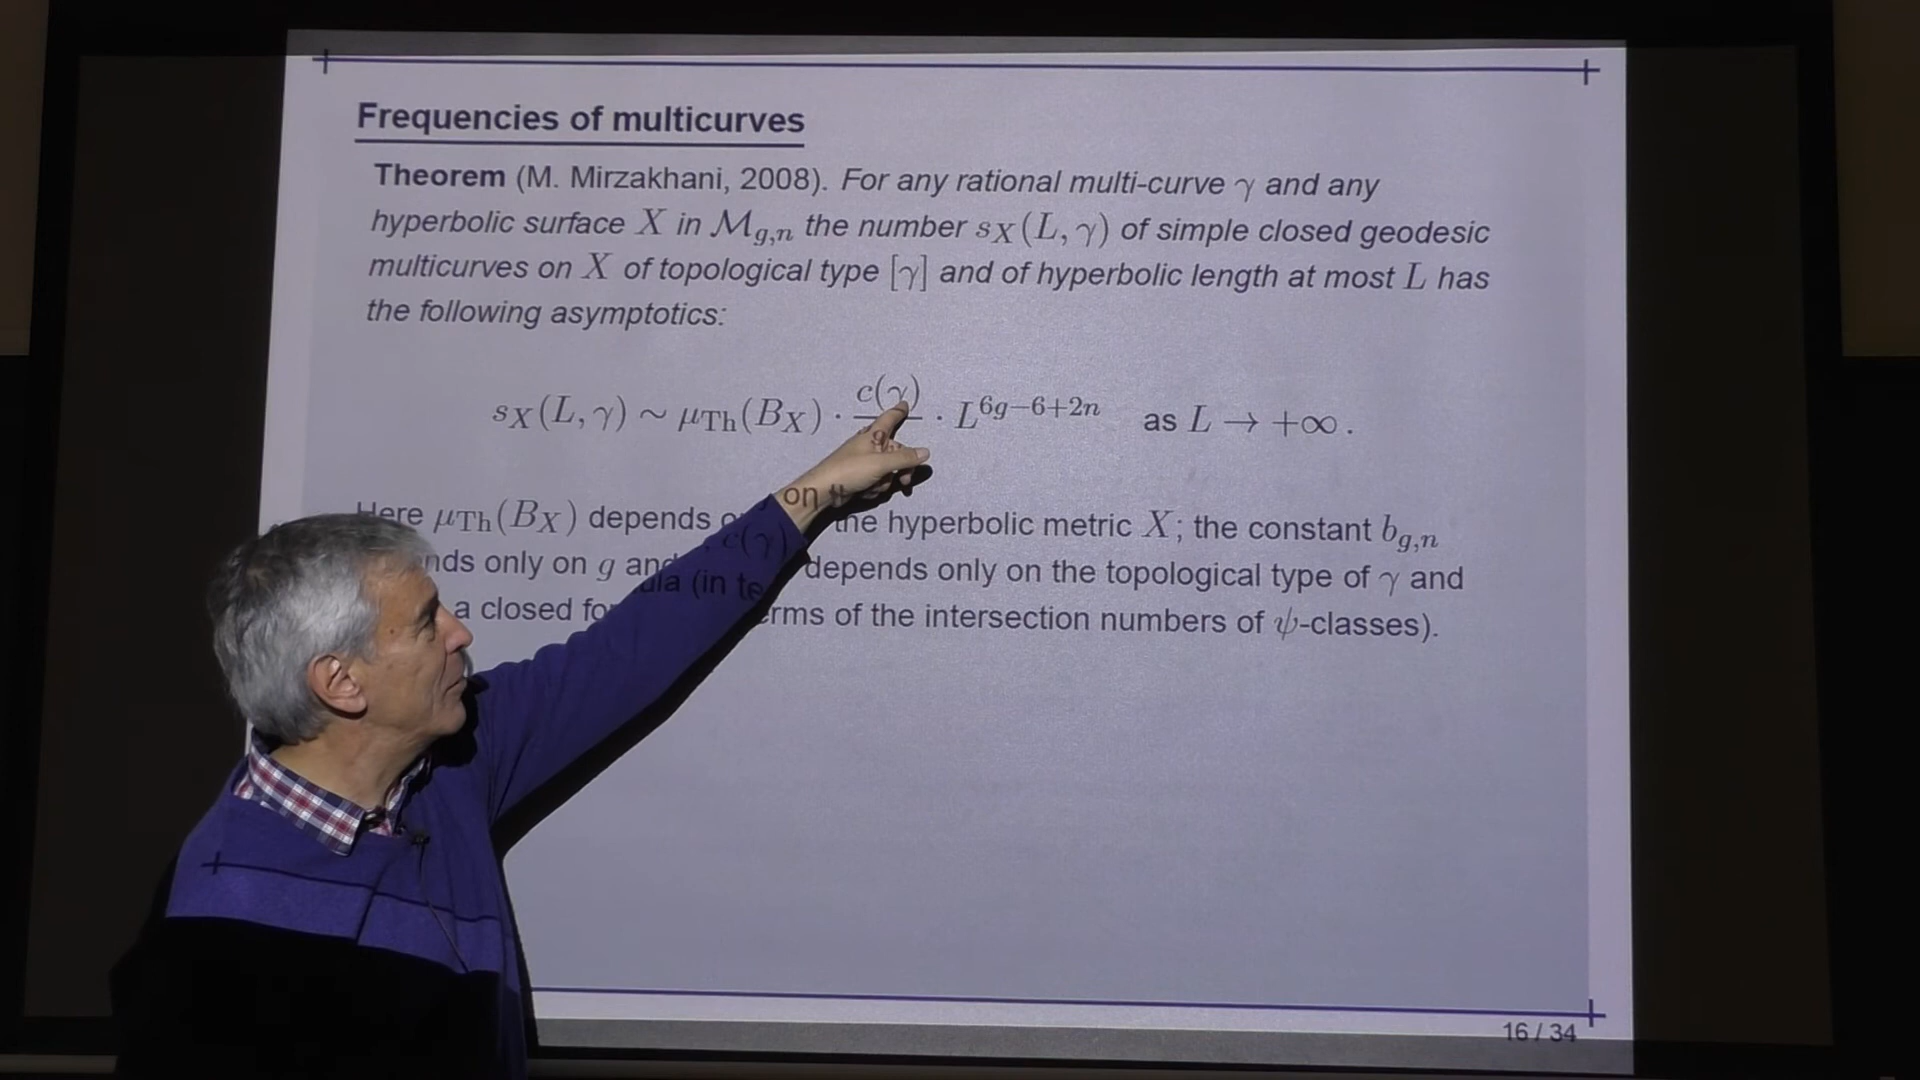 Frequencies of multicurves
Theorem (M. Mirzakhani, 2008). For any rational multi-curve γ and any
hyperbolic surface X in ℳ_{g,n} the number s_X(L, γ) of simple closed geodesic
multicurves on X of topological type [γ] and of hyperbolic length at most L has
the following asymptotics:
s_X(L, γ) ∼ μ_Th(B_X) · c(γ) · L^{6g−6+2n} as L → +∞ .
Here μ_Th(B_X) depends on the hyperbolic metric X; the constant b_{g,n}
only on g c(γ) depends only on the topological type of γ and
a closed (in terms of the intersection numbers of ψ-classes).
16 / 34